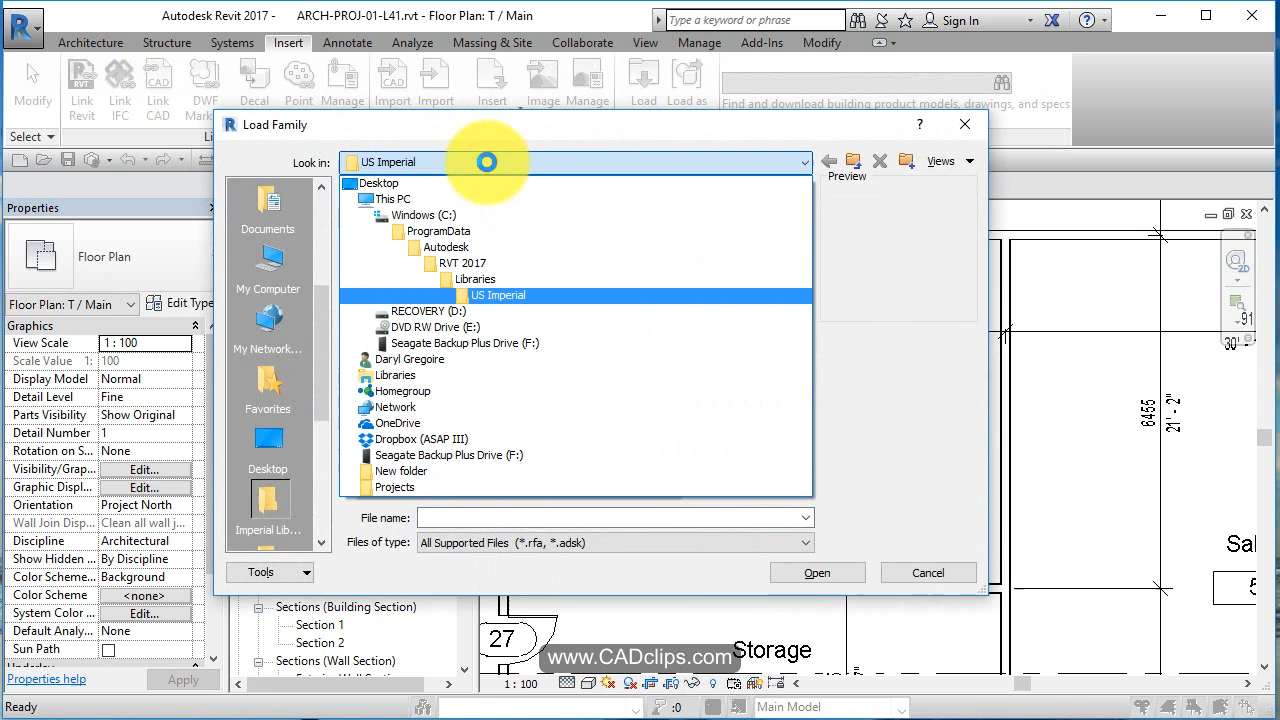 Autodesk Revit 2017 - ARCH-PROJ-01-L41.rvt - Floor Plan: T / Main
Type a keyword or phrase
Sign In
Architecture Structure Systems Insert Annotate Analyze Massing & Site Collaborate View Manage Add-Ins Modify
Modify
Link Revit
Link IFC
Link CAD
DWF
Decal
Point
Manage
Import
Import
Insert
Image
Manage
Load
Load as
Find and download building product models, drawings, and specs
Select
Load Family
Look in: US Imperial
Views
Preview
Documents
My Computer
My Network...
Favorites
Desktop
Imperial Lib...
Desktop
This PC
Windows (C:)
ProgramData
Autodesk
RVT 2017
Libraries
US Imperial
RECOVERY (D:)
DVD RW Drive (E:)
Seagate Backup Plus Drive (F:)
Daryl Gregoire
Libraries
Homegroup
Network
OneDrive
Dropbox (ASAP III)
Seagate Backup Plus Drive (F:)
New folder
Projects
File name:
Files of type: All Supported Files (*.rfa, *.adsk)
Tools
Open
Cancel
Properties
Floor Plan
Floor Plan: T / Main
Edit Type
Graphics
View Scale 1 : 100
Scale Value 1: 100
Display Model Normal
Detail Level Fine
Parts Visibility Show Original
Detail Number 1
Rotation on S... None
Visibility/Grap... Edit...
Graphic Displ... Edit...
Orientation Project North
Wall Join Disp... Clean all wall j...
Discipline Architectural
Show Hidden ... By Discipline
Color Scheme... Background
Color Scheme <none>
System Color ... Edit...
Default Analy... None
Sun Path
Properties help
Apply
Sections (Building Section)
Section 1
Section 2
Sections (Wall Section)
27
Storage
6455
21' - 2"
91
30' -
2D
www.CADclips.com
1 : 100
Ready
:0
Main Model